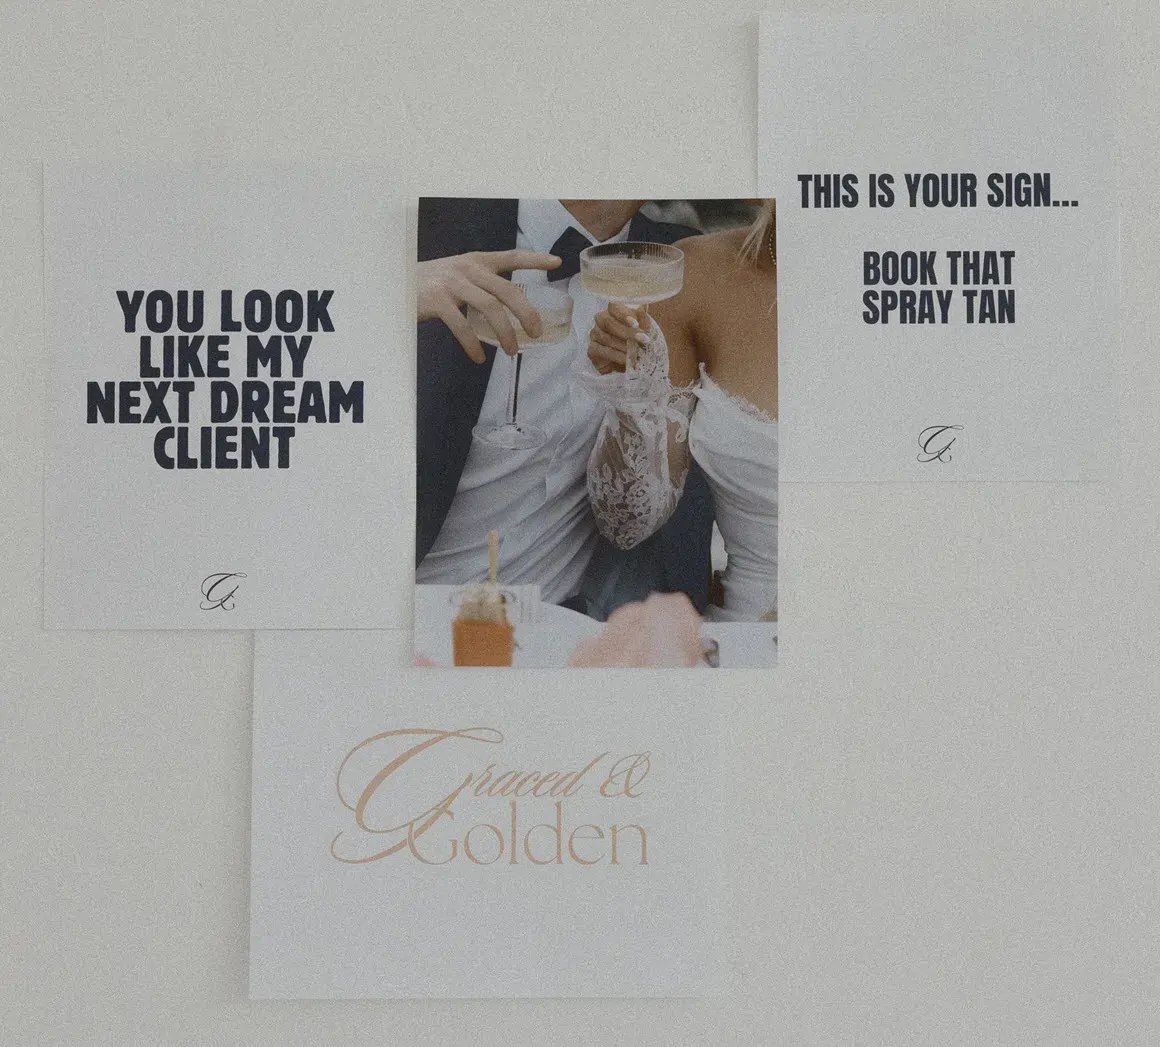 YOU LOOK
LIKE MY
NEXT DREAM
CLIENT
G
THIS IS YOUR SIGN...
BOOK THAT
SPRAY TAN
G
Graced &
Golden